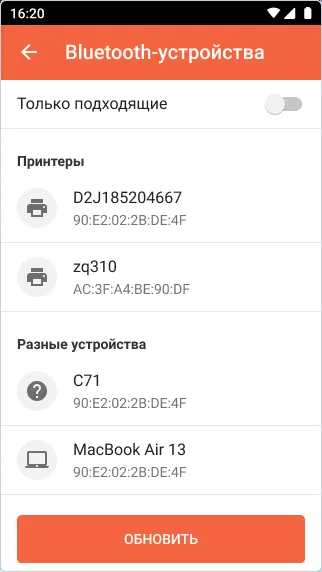 16:20
Bluetooth-устройства
Только подходящие
Принтеры
D2J185204667
90:E2:02:2B:DE:4F
zq310
AC:3F:A4:BE:90:DF
Разные устройства
C71
90:E2:02:2B:DE:4F
MacBook Air 13
90:E2:02:2B:DE:4F
ОБНОВИТЬ